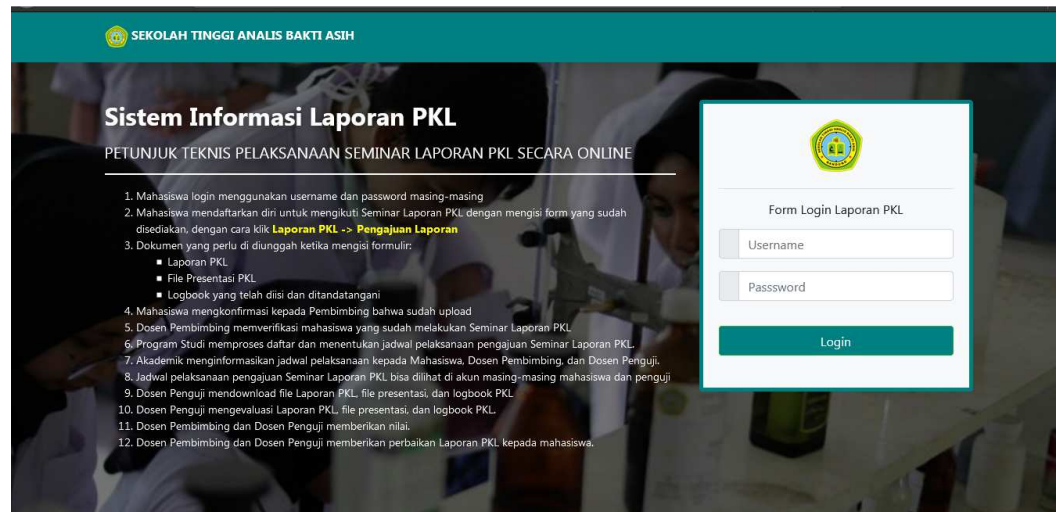 SEKOLAH TINGGI ANALIS BAKTI ASIH
Sistem Informasi Laporan PKL
PETUNJUK TEKNIS PELAKSANAAN SEMINAR LAPORAN PKL SECARA ONLINE
1. Mahasiswa login menggunakan username dan password masing-masing
2. Mahasiswa mendaftarkan diri untuk mengikuti Seminar Laporan PKL dengan mengisi form yang sudah
disediakan, dengan cara klik Laporan PKL -> Pengajuan Laporan
3. Dokumen yang perlu di diunggah ketika mengisi formulir:
■ Laporan PKL
■ File Presentasi PKL
■ Logbook yang telah diisi dan ditandatangani
4. Mahasiswa mengkonfirmasi kepada Pembimbing bahwa sudah upload
5. Dosen Pembimbing memverifikasi mahasiswa yang sudah melakukan Seminar Laporan PKL
6. Program Studi memproses daftar dan menentukan jadwal pelaksanaan pengajuan Seminar Laporan PKL.
7. Akademik menginformasikan jadwal pelaksanaan kepada Mahasiswa, Dosen Pembimbing, dan Dosen Penguji.
8. Jadwal pelaksanaan pengajuan Seminar Laporan PKL bisa dilihat di akun masing-masing mahasiswa dan penguji
9. Dosen Penguji mendownload file Laporan PKL, file presentasi, dan logbook PKL
10. Dosen Penguji mengevaluasi Laporan PKL, file presentasi, dan logbook PKL.
11. Dosen Pembimbing dan Dosen Penguji memberikan nilai.
12. Dosen Pembimbing dan Dosen Penguji memberikan perbaikan Laporan PKL kepada mahasiswa.
Form Login Laporan PKL
Username
Passsword
Login